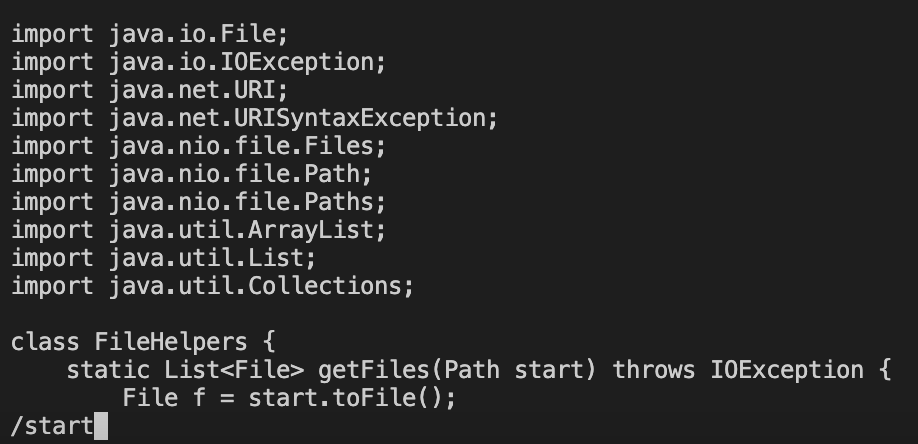 import java.io.File;
import java.io.IOException;
import java.net.URI;
import java.net.URISyntaxException;
import java.nio.file.Files;
import java.nio.file.Path;
import java.nio.file.Paths;
import java.util.ArrayList;
import java.util.List;
import java.util.Collections;

class FileHelpers {
    static List<File> getFiles(Path start) throws IOException {
        File f = start.toFile();
/start